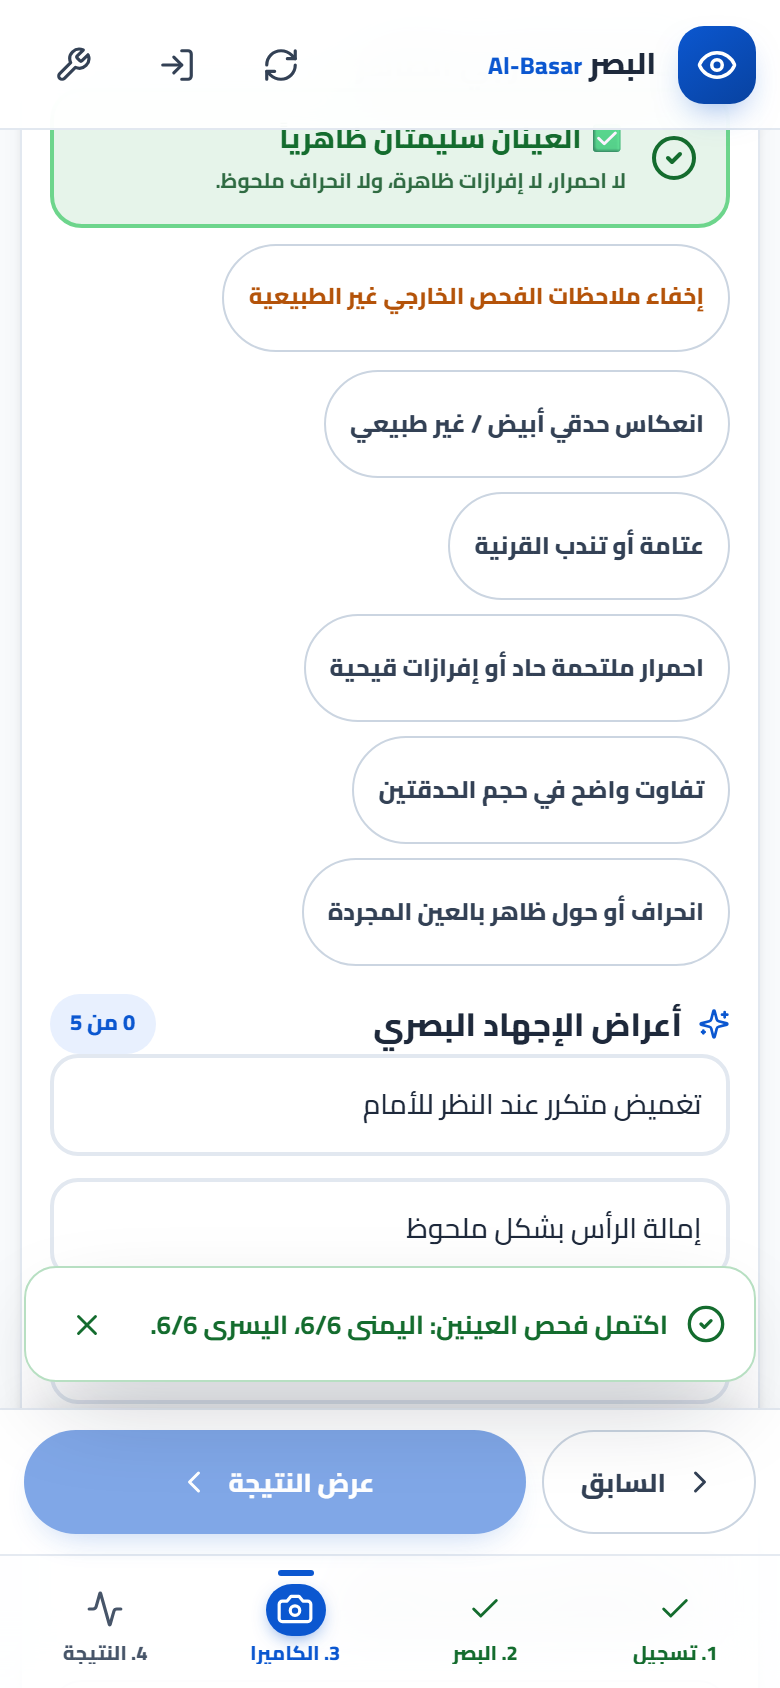 البصر Al-Basar
✅ العينان سليمتان ظاهريا
لا احمرار، لا إفرازات ظاهرة، ولا انحراف ملحوظ.
إخفاء ملاحظات الفحص الخارجي غير الطبيعية
انعكاس حدقي أبيض / غير طبيعي
عتامة أو تندب القرنية
احمرار ملتحمة حاد أو إفرازات قيحية
تفاوت واضح في حجم الحدقتين
انحراف أو حول ظاهر بالعين المجردة
أعراض الإجهاد البصري
0 من 5
تغميض متكرر عند النظر للأمام
إمالة الرأس بشكل ملحوظ
اكتمل فحص العينين: اليمنى 6/6، اليسرى 6/6.
السابق
عرض النتيجة
1. تسجيل
2. البصر
3. الكاميرا
4. النتيجة